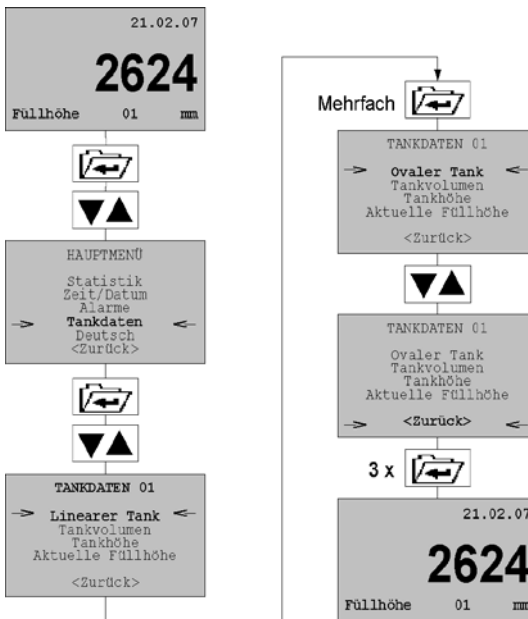 21.02.07
2624
Füllhöhe 01 mm
HAUPTMENÜ
Statistik
Zeit/Datum
Alarme
Tankdaten
Deutsch
<Zurück>
TANKDATEN 01
Linearer Tank
Tankvolumen
Tankhöhe
Aktuelle Füllhöhe
<Zurück>
Mehrfach
TANKDATEN 01
Ovaler Tank
Tankvolumen
Tankhöhe
Aktuelle Füllhöhe
<Zurück>
TANKDATEN 01
Ovaler Tank
Tankvolumen
Tankhöhe
Aktuelle Füllhöhe
<Zurück>
3 x
21.02.07
2624
Füllhöhe 01 mm